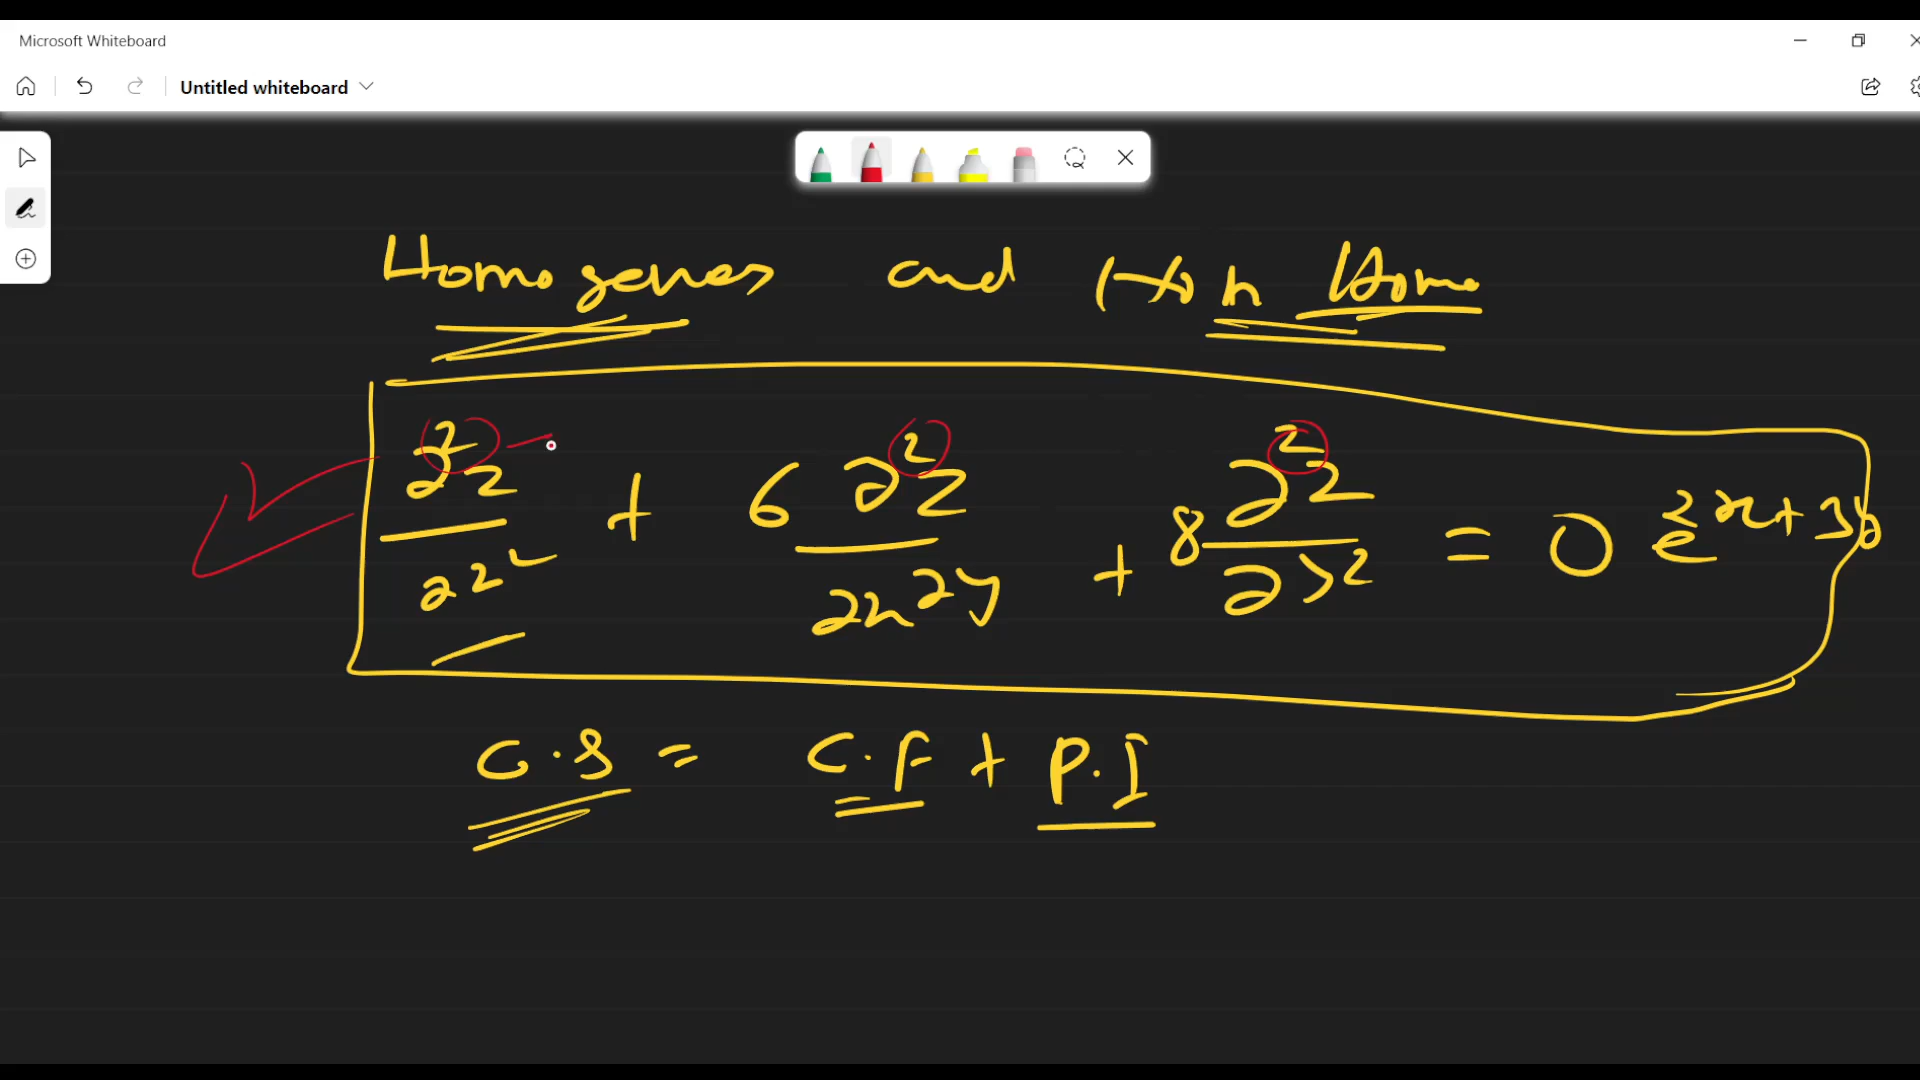 Microsoft Whiteboard
Untitled whiteboard
Homogenes and Non Homo
∂²z/∂x² + 6 ∂²z/∂x∂y + 8 ∂²z/∂y² = 0 e^2x+3y
C.S = C.F + P.I